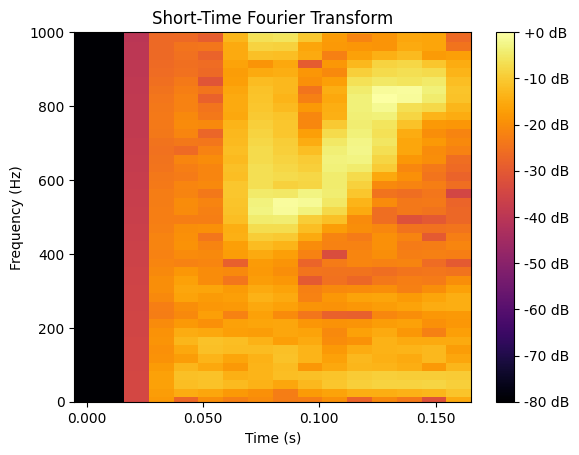 Short-Time Fourier Transform
Frequency (Hz)
1000
800
600
400
200
0
0.000
0.050
0.100
0.150
Time (s)
+0 dB
-10 dB
-20 dB
-30 dB
-40 dB
-50 dB
-60 dB
-70 dB
-80 dB